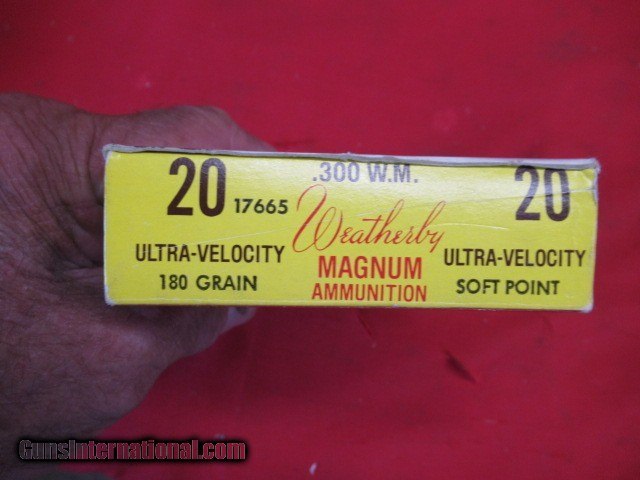 .300 W.M.
20 17665 Weatherby 20
ULTRA-VELOCITY MAGNUM ULTRA-VELOCITY
180 GRAIN AMMUNITION SOFT POINT
GunsInternational.com